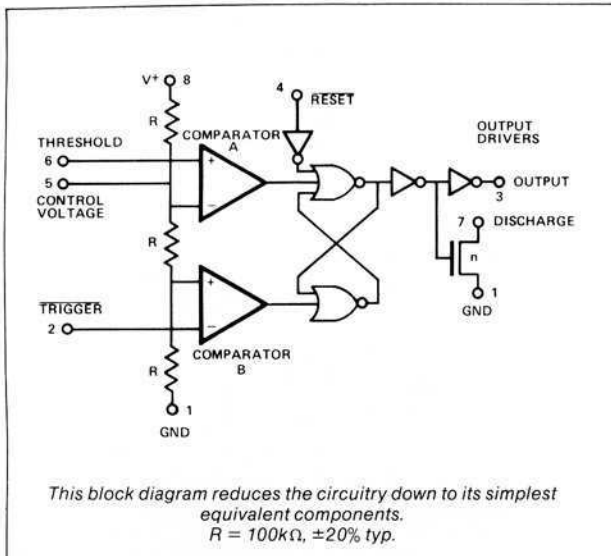 V+ 8
R
4
RESET
THRESHOLD
6
COMPARATOR
A
+
−
5
CONTROL
VOLTAGE
OUTPUT
DRIVERS
OUTPUT
3
R
7 DISCHARGE
n
1
GND
+
−
TRIGGER
2
COMPARATOR
B
R
1
GND
This block diagram reduces the circuitry down to its simplest
equivalent components.
R = 100kΩ, ±20% typ.